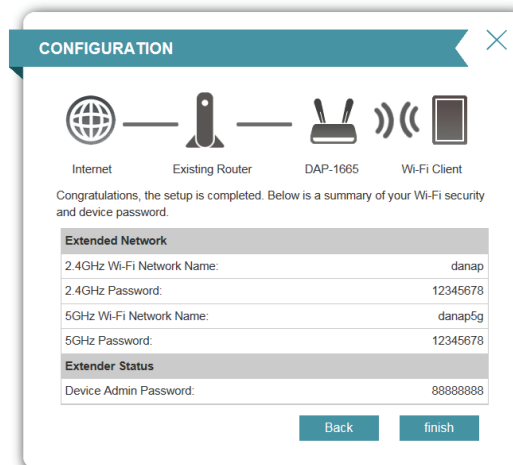 CONFIGURATION
Internet Existing Router DAP-1665 Wi-Fi Client
Congratulations, the setup is completed. Below is a summary of your Wi-Fi security
and device password.
Extended Network
2.4GHz Wi-Fi Network Name: danap
2.4GHz Password: 12345678
5GHz Wi-Fi Network Name: danap5g
5GHz Password: 12345678
Extender Status
Device Admin Password: 88888888
Back finish